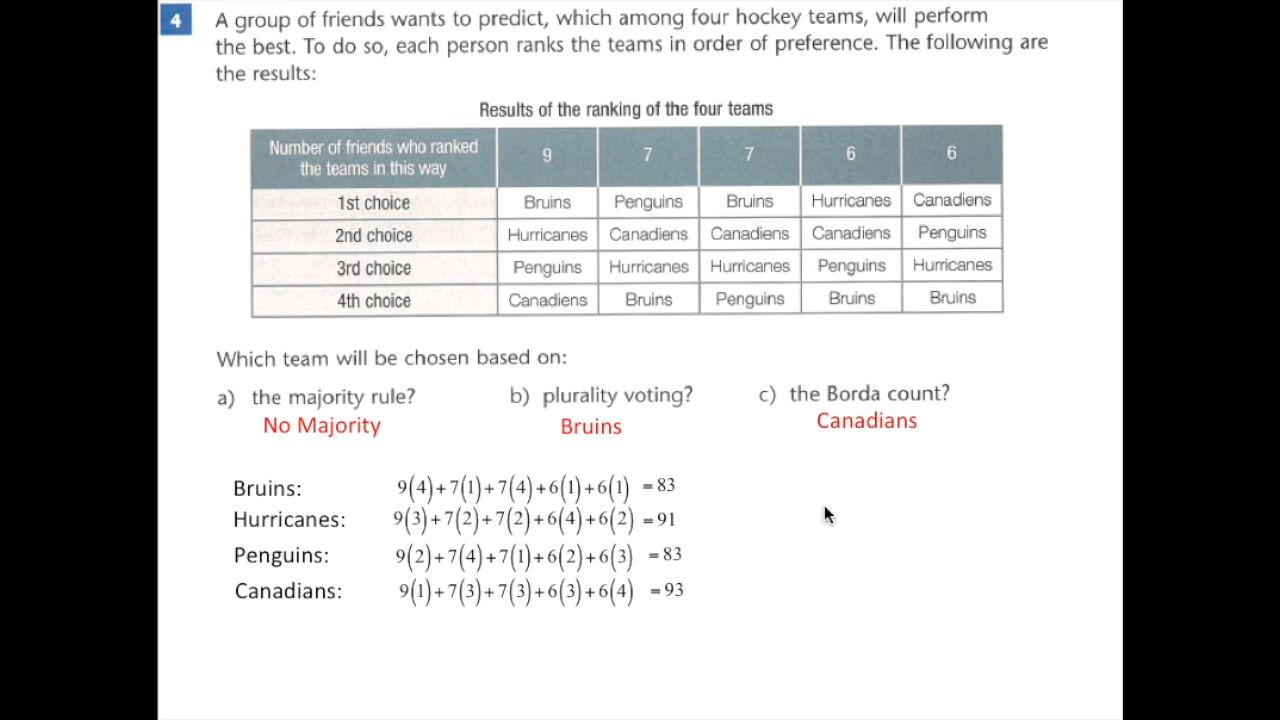 4
A group of friends wants to predict, which among four hockey teams, will perform
the best. To do so, each person ranks the teams in order of preference. The following are
the results:
Results of the ranking of the four teams
Number of friends who ranked
the teams in this way 9 7 7 6 6
1st choice Bruins Penguins Bruins Hurricanes Canadiens
2nd choice Hurricanes Canadiens Canadiens Canadiens Penguins
3rd choice Penguins Hurricanes Hurricanes Penguins Hurricanes
4th choice Canadiens Bruins Penguins Bruins Bruins
Which team will be chosen based on:
a) the majority rule? b) plurality voting? c) the Borda count?
No Majority Bruins Canadians
Bruins: 9(4)+7(1)+7(4)+6(1)+6(1) =83
Hurricanes: 9(3)+7(2)+7(2)+6(4)+6(2) =91
Penguins: 9(2)+7(4)+7(1)+6(2)+6(3) =83
Canadians: 9(1)+7(3)+7(3)+6(3)+6(4) =93